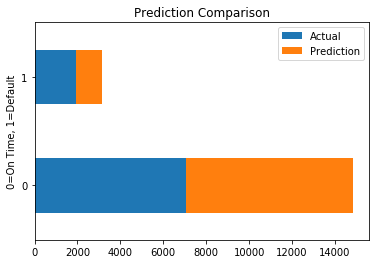 Prediction Comparison
Actual
Prediction
0=On Time, 1=Default
1
0
0 2000 4000 6000 8000 10000 12000 14000